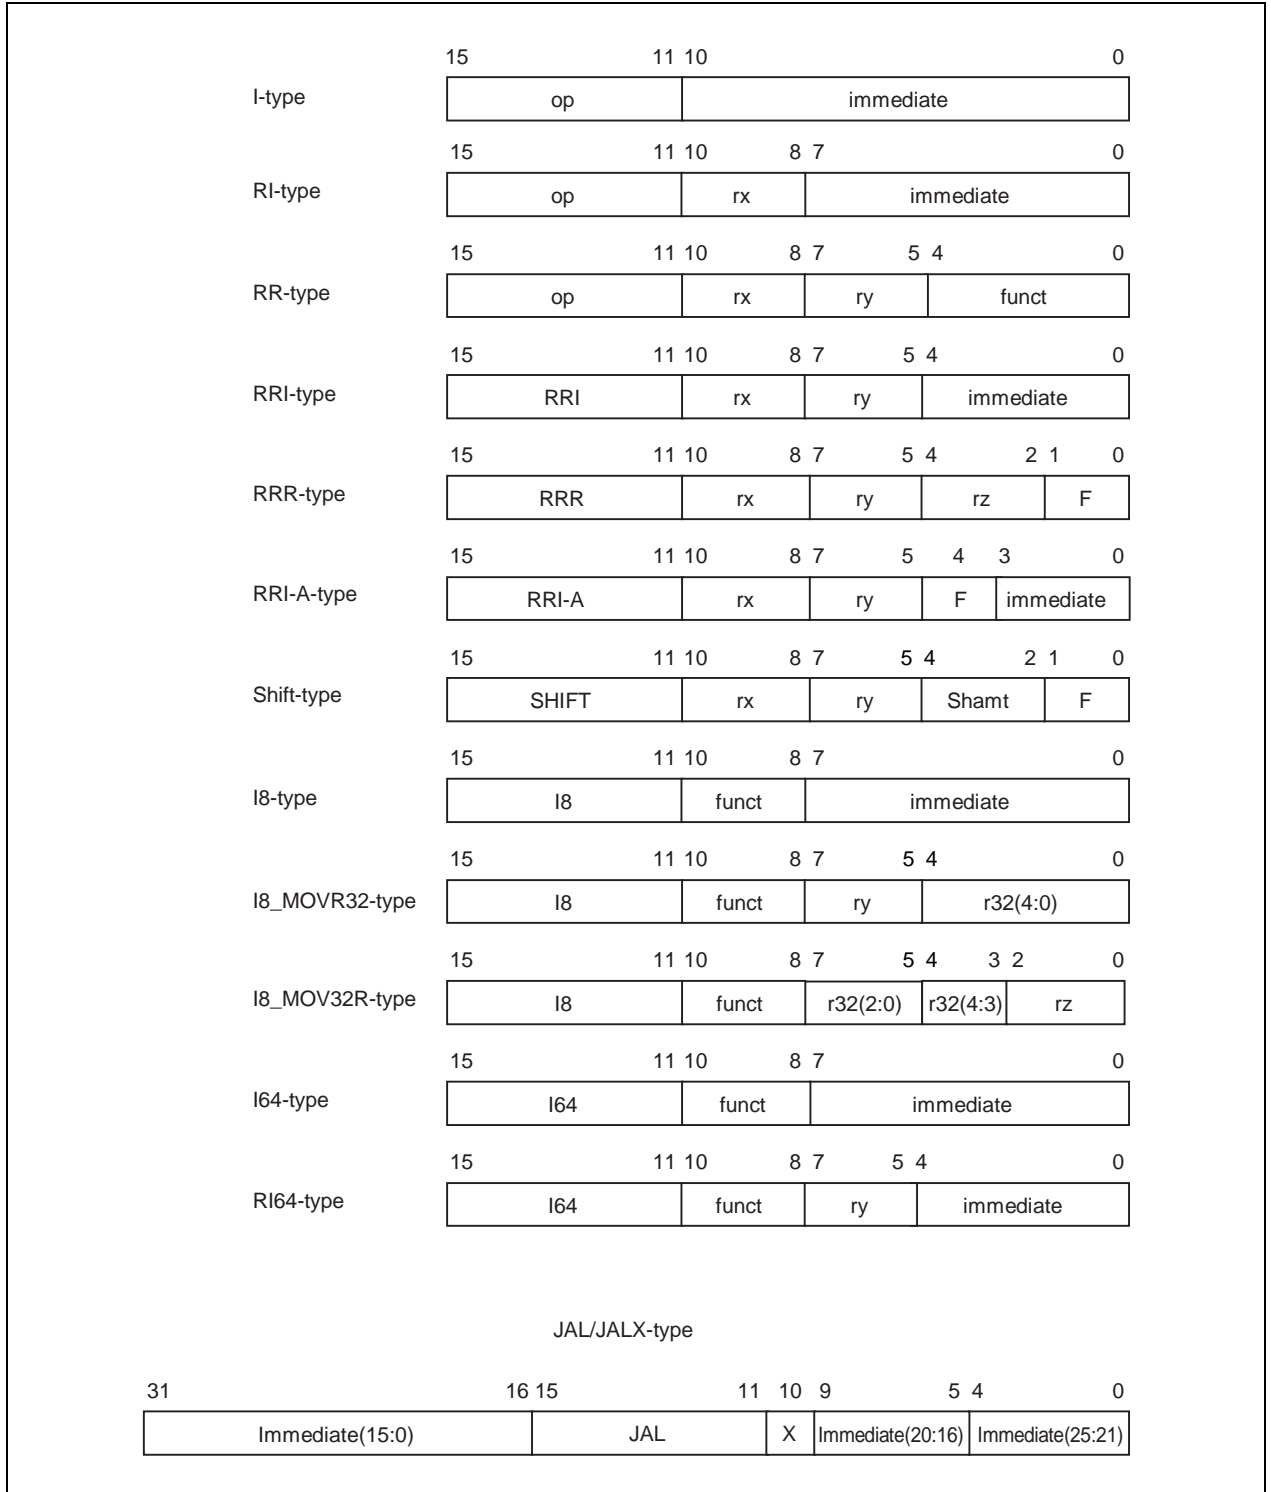 15 11 10 0
I-type op immediate
15 11 10 8 7 0
RI-type op rx immediate
15 11 10 8 7 5 4 0
RR-type op rx ry funct
15 11 10 8 7 5 4 0
RRI-type RRI rx ry immediate
15 11 10 8 7 5 4 2 1 0
RRR-type RRR rx ry rz F
15 11 10 8 7 5 4 3 0
RRI-A-type RRI-A rx ry F immediate
15 11 10 8 7 5 4 2 1 0
Shift-type SHIFT rx ry Shamt F
15 11 10 8 7 0
I8-type I8 funct immediate
15 11 10 8 7 5 4 0
I8_MOVR32-type I8 funct ry r32(4:0)
15 11 10 8 7 5 4 3 2 0
I8_MOV32R-type I8 funct r32(2:0) r32(4:3) rz
15 11 10 8 7 0
I64-type I64 funct immediate
15 11 10 8 7 5 4 0
RI64-type I64 funct ry immediate
JAL/JALX-type
31 16 15 11 10 9 5 4 0
Immediate(15:0) JAL X Immediate(20:16) Immediate(25:21)